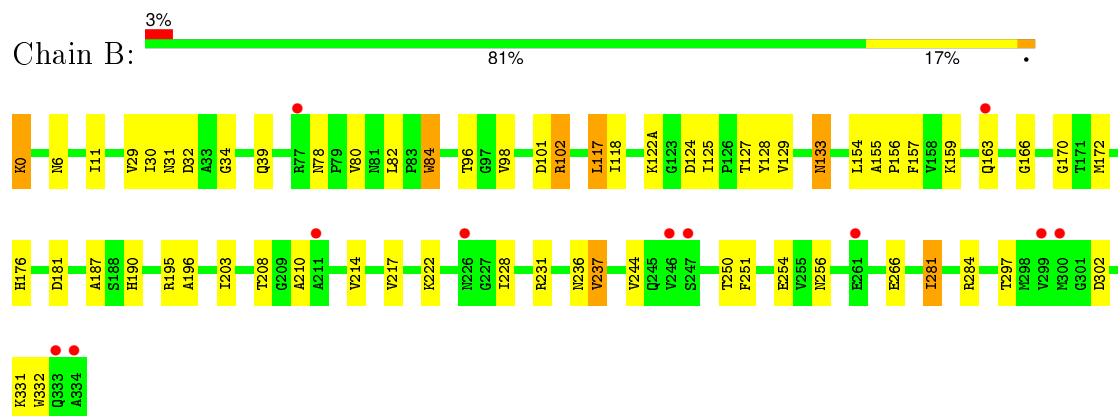 3%
Chain B:
81% 17% •
K0 N6 I11 V29 I30 N31 D32 A33 G34 Q39 R77 N78 P79 V80 N81 L82 P83 W84 T96 G97 V98 D101 R102 L117 I118 K122A G123 D124 I125 P126 T127 Y128 V129 N133 L154 A155 P156 F157 V158 K159 Q163 G166 G170 T171 M172
H176 D181 A187 S188 H190 R195 A196 I203 T208 G209 A210 A211 V214 V217 K222 N226 G227 I228 R231 N236 V237 V244 Q245 V246 S247 T250 F251 E254 V255 N256 E261 E266 I281 R284 T297 M298 V299 M300 G301 D302
K331 W332 Q333 A334